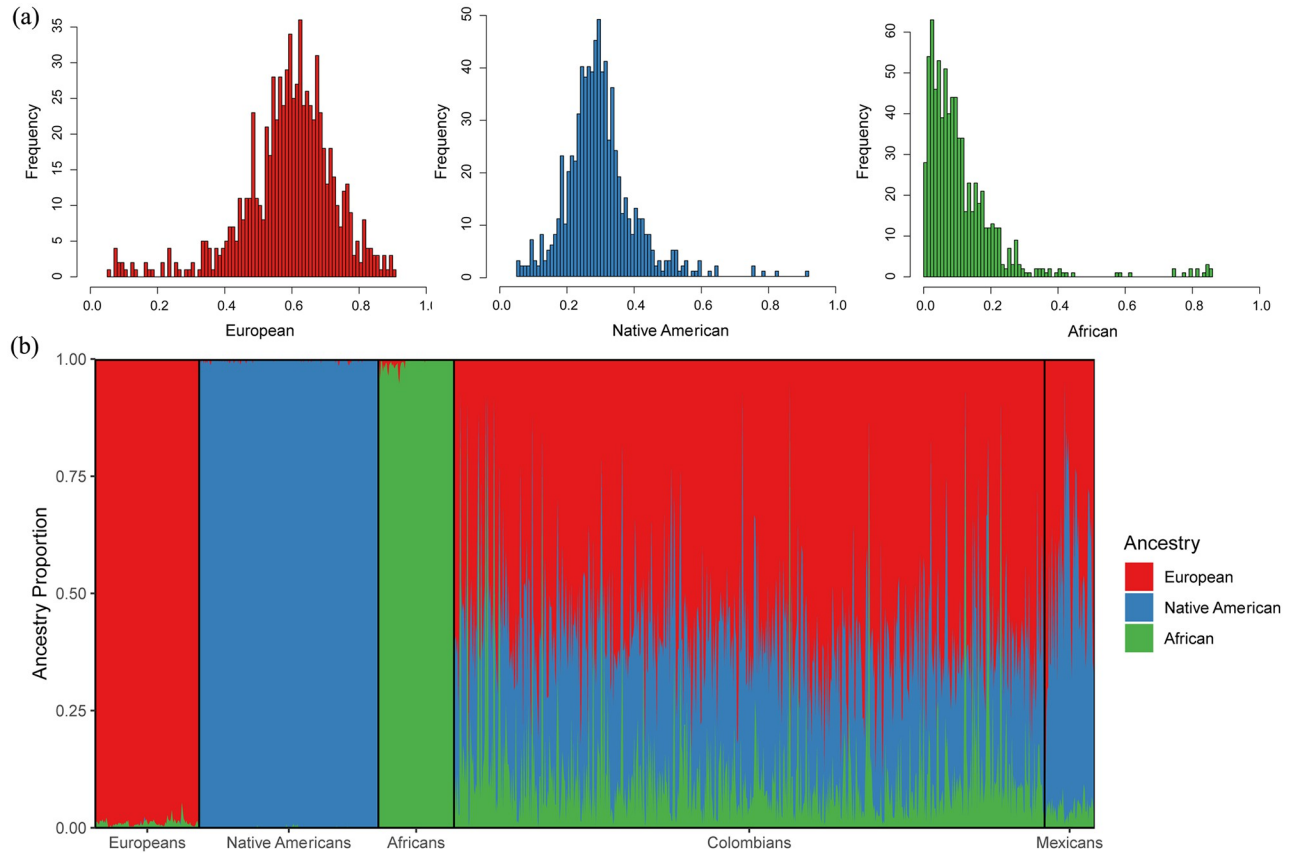 (a)
35
30
25
20
15
10
5
0
Frequency
0.0 0.2 0.4 0.6 0.8 1.0
European
50
40
30
20
10
0
Frequency
0.0 0.2 0.4 0.6 0.8 1.0
Native American
60
50
40
30
20
10
0
Frequency
0.0 0.2 0.4 0.6 0.8 1.0
African
(b)
1.00
0.75
0.50
0.25
0.00
Ancestry Proportion
Europeans Native Americans Africans Colombians Mexicans
Ancestry
European
Native American
African